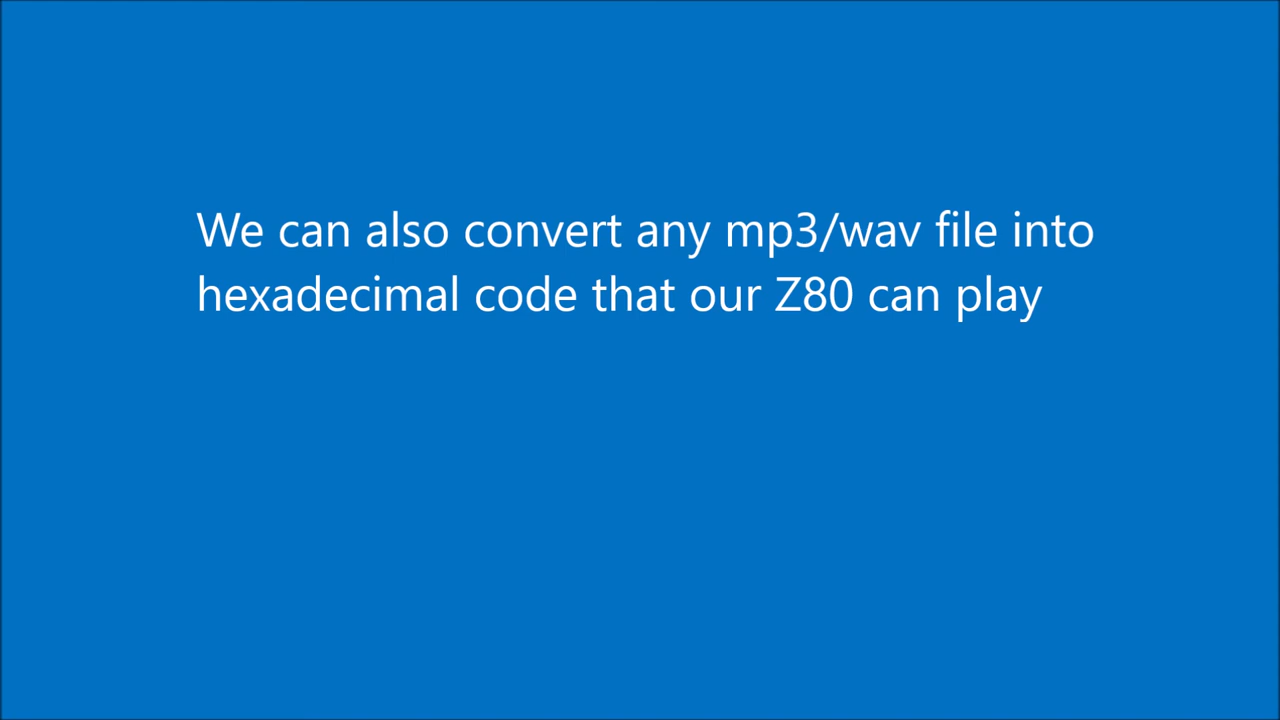 We can also convert any mp3/wav file into
hexadecimal code that our Z80 can play